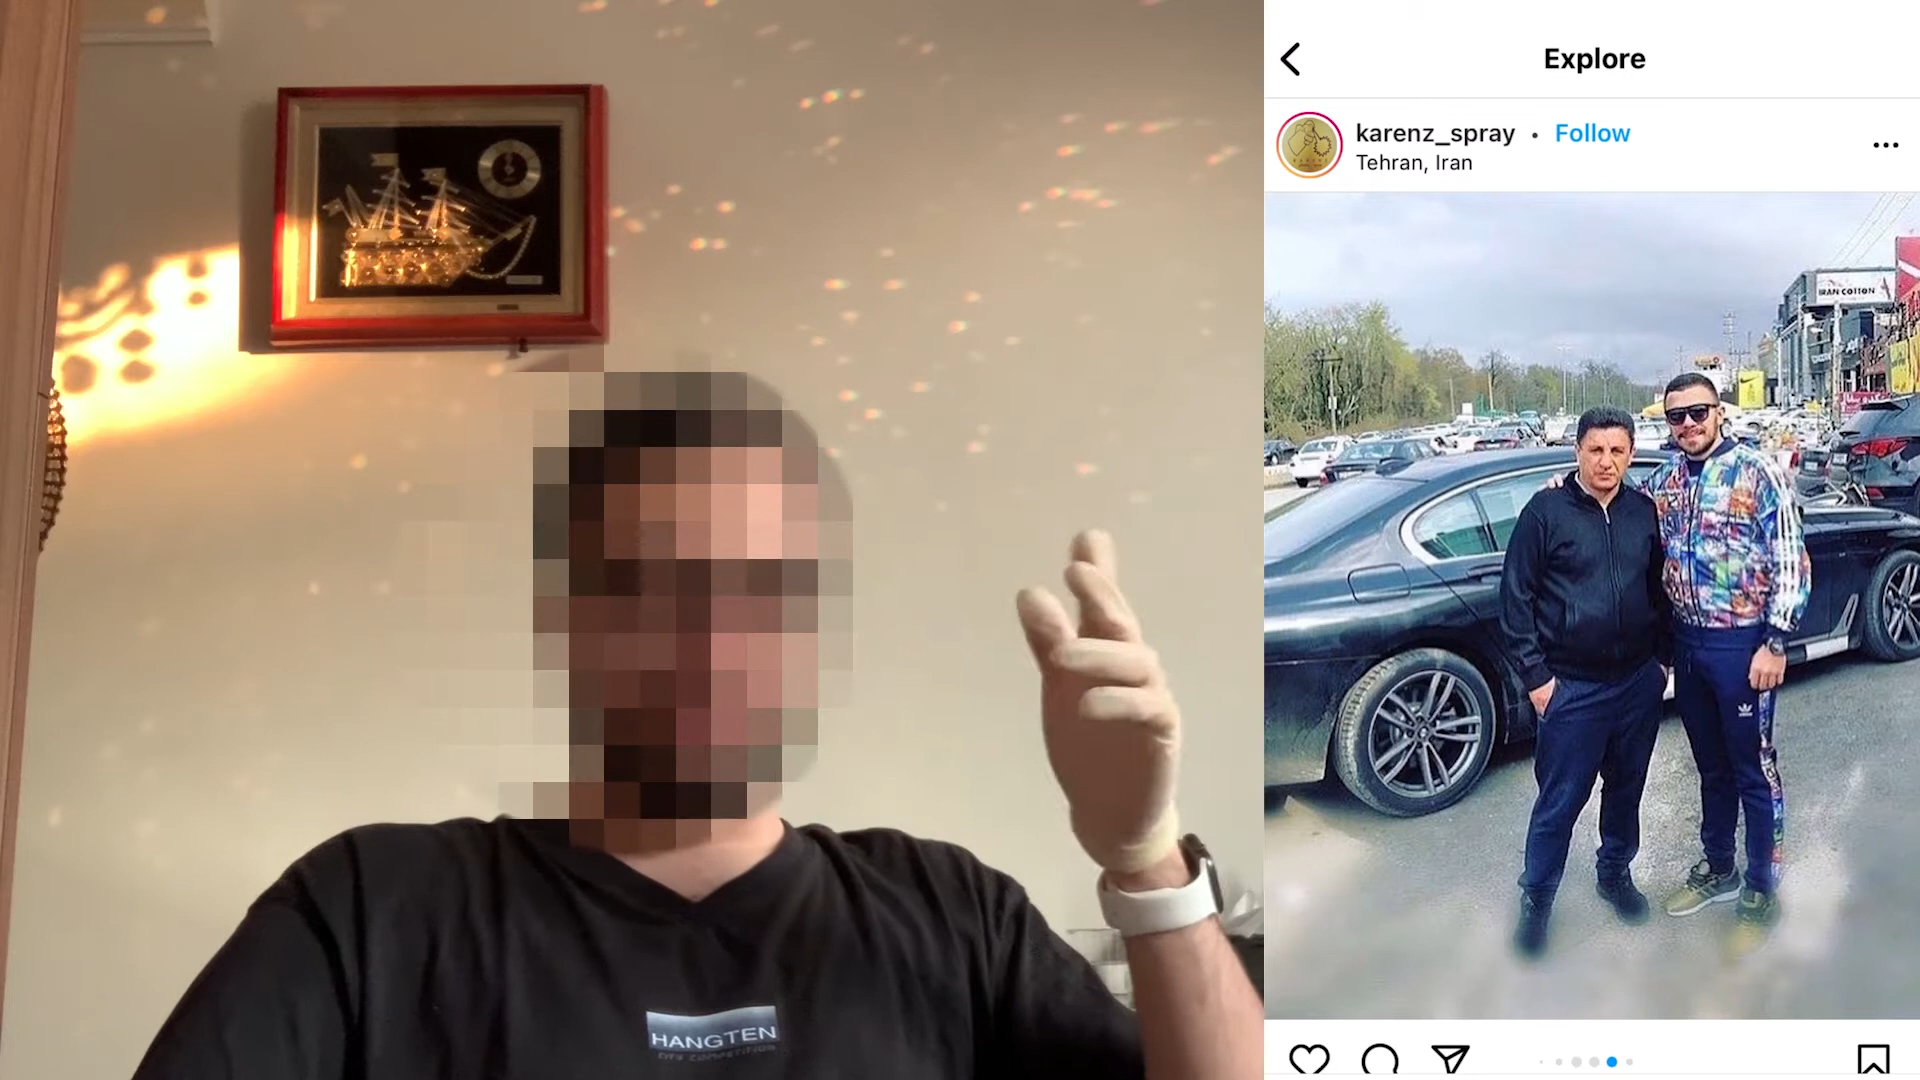 HANGTEN
Explore
karenz_spray • Follow
Tehran, Iran
IRAN COTTON